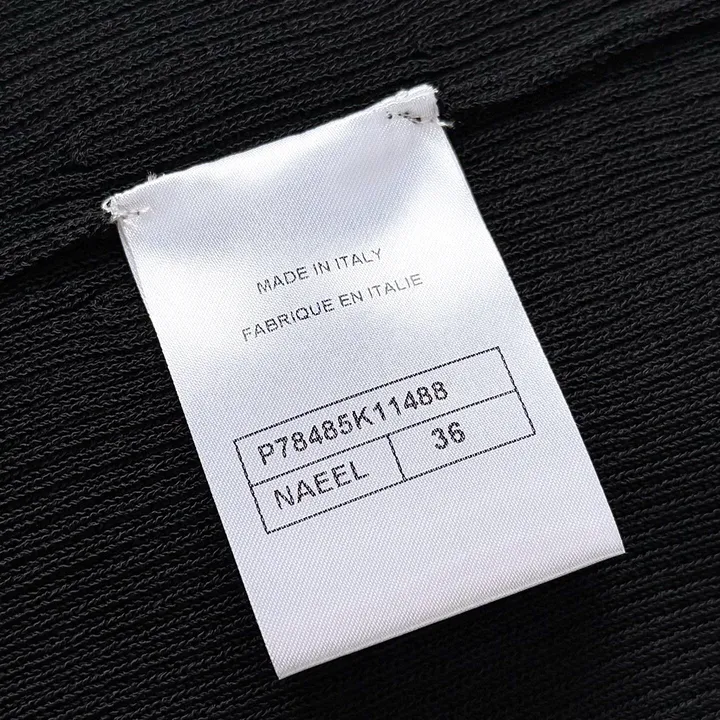 MADE IN ITALY
FABRIQUE EN ITALIE
P78485K11488
NAEEL 36